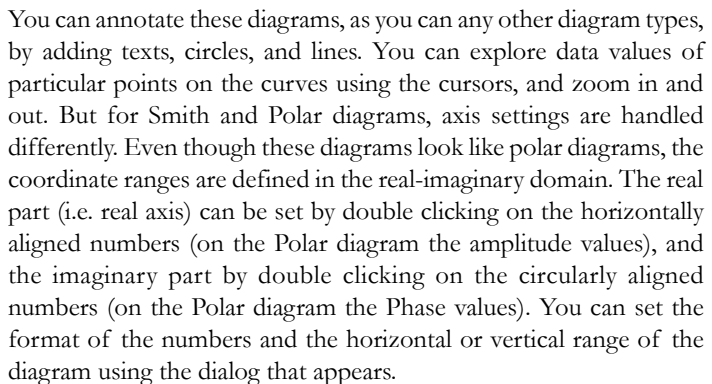 You can annotate these diagrams, as you can any other diagram types,
by adding texts, circles, and lines. You can explore data values of
particular points on the curves using the cursors, and zoom in and
out. But for Smith and Polar diagrams, axis settings are handled
differently. Even though these diagrams look like polar diagrams, the
coordinate ranges are defined in the real-imaginary domain. The real
part (i.e. real axis) can be set by double clicking on the horizontally
aligned numbers (on the Polar diagram the amplitude values), and
the imaginary part by double clicking on the circularly aligned
numbers (on the Polar diagram the Phase values). You can set the
format of the numbers and the horizontal or vertical range of the
diagram using the dialog that appears.